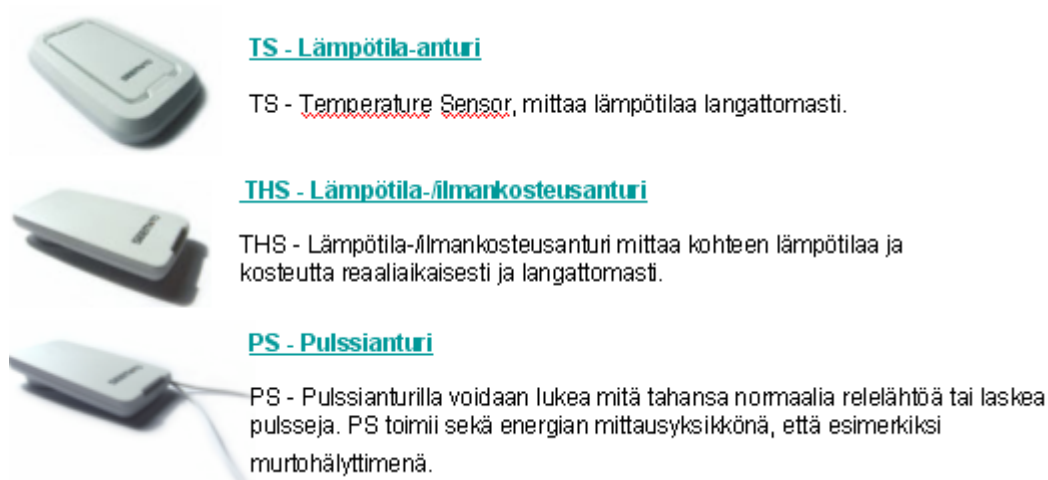 TS - Lämpötila-anturi
TS - Temperature Sensor, mittaa lämpötilaa langattomasti.
THS - Lämpötila-/ilmankosteusanturi
THS - Lämpötila-/ilmankosteusanturi mittaa kohteen lämpötilaa ja
kosteutta reaaliaikaisesti ja langattomasti.
PS - Pulssianturi
PS - Pulssianturilla voidaan lukea mitä tahansa normaalia relelähtöä tai laskea
pulsseja. PS toimii sekä energian mittausyksikkönä, että esimerkiksi
murtohälyttimenä.